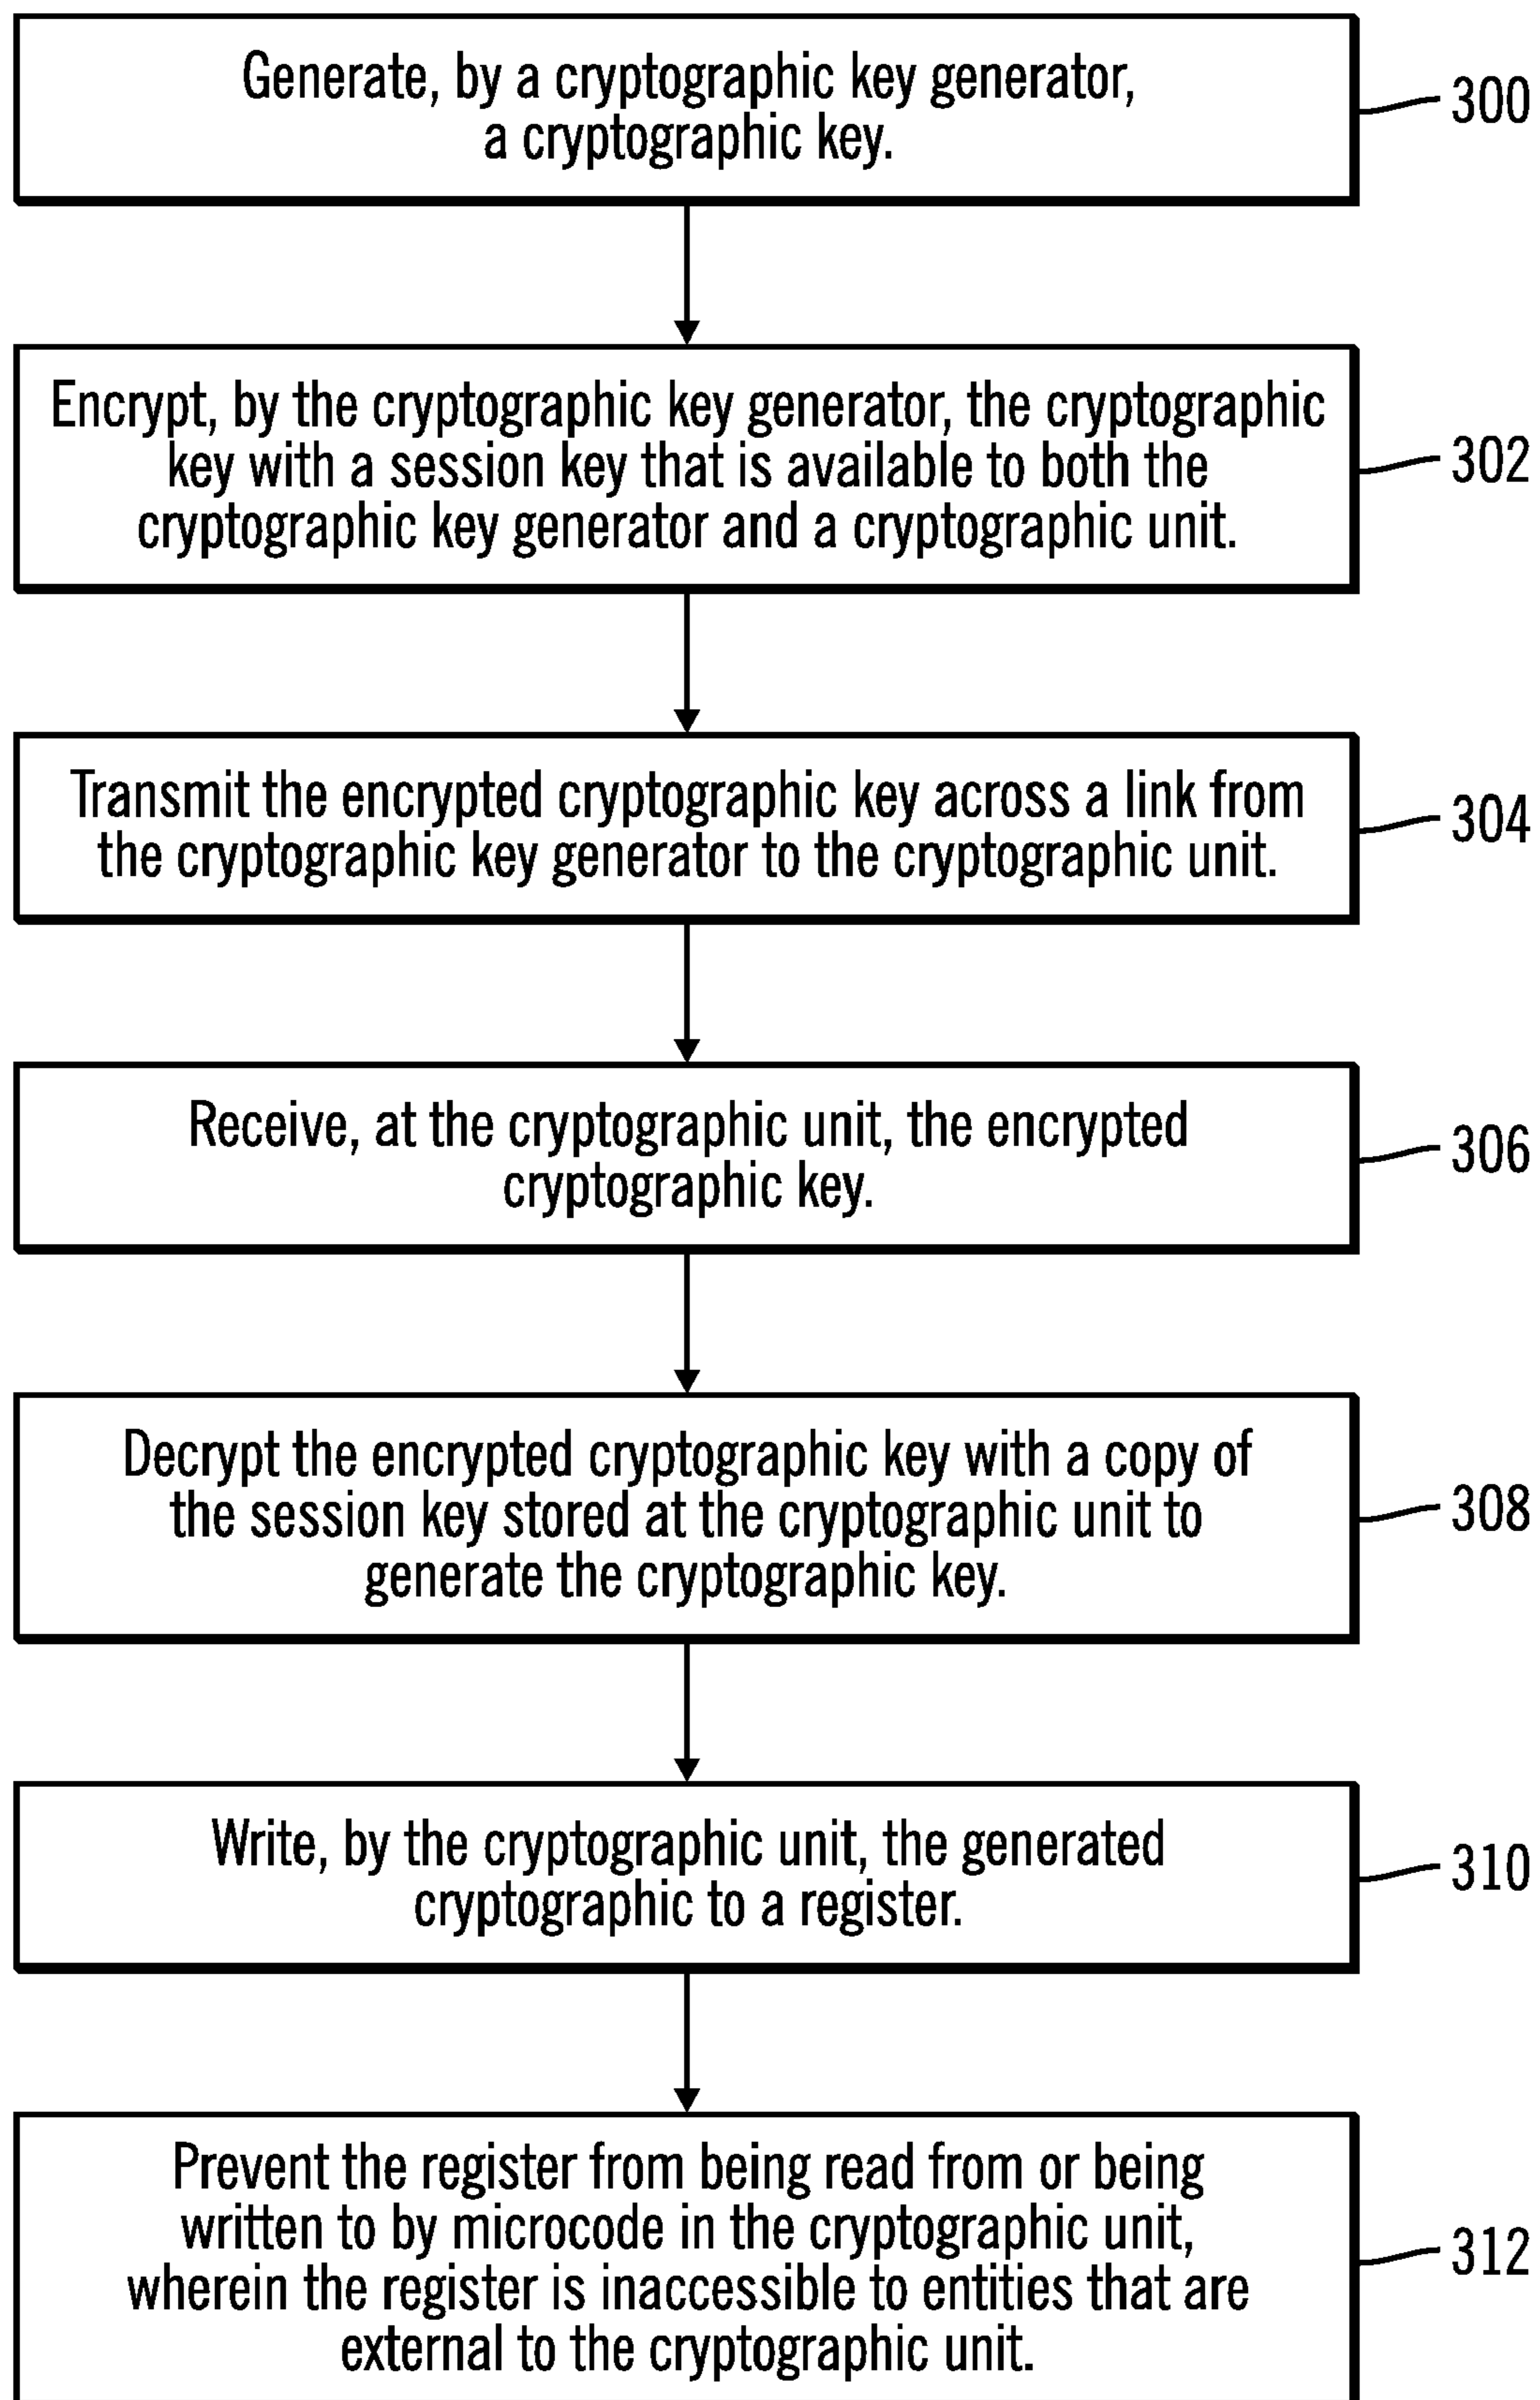 Generate, by a cryptographic key generator,
a cryptographic key.
300
Encrypt, by the cryptographic key generator, the cryptographic
key with a session key that is available to both the
cryptographic key generator and a cryptographic unit.
302
Transmit the encrypted cryptographic key across a link from
the cryptographic key generator to the cryptographic unit.
304
Receive, at the cryptographic unit, the encrypted
cryptographic key.
306
Decrypt the encrypted cryptographic key with a copy of
the session key stored at the cryptographic unit to
generate the cryptographic key.
308
Write, by the cryptographic unit, the generated
cryptographic to a register.
310
Prevent the register from being read from or being
written to by microcode in the cryptographic unit,
wherein the register is inaccessible to entities that are
external to the cryptographic unit.
312